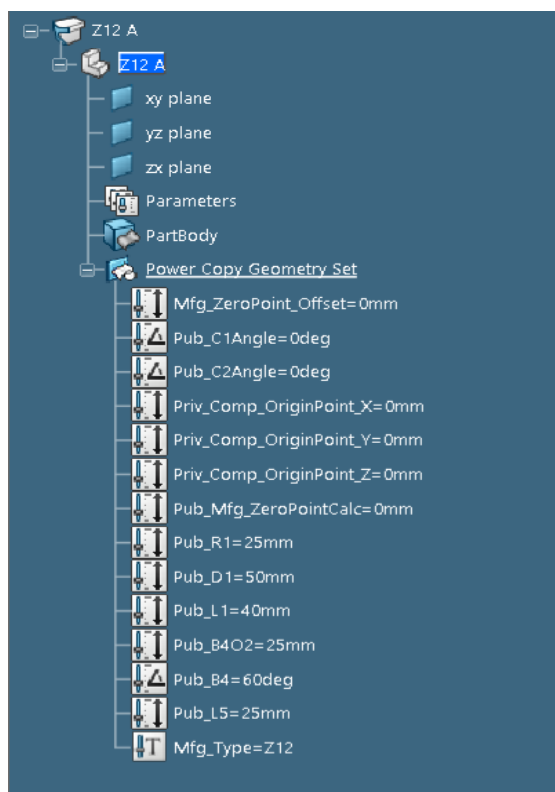 Z12 A
Z12 A
xy plane
yz plane
zx plane
Parameters
PartBody
Power Copy Geometry Set
Mfg_ZeroPoint_Offset=0mm
Pub_C1Angle=0deg
Pub_C2Angle=0deg
Priv_Comp_OriginPoint_X=0mm
Priv_Comp_OriginPoint_Y=0mm
Priv_Comp_OriginPoint_Z=0mm
Pub_Mfg_ZeroPointCalc=0mm
Pub_R1=25mm
Pub_D1=50mm
Pub_L1=40mm
Pub_B4O2=25mm
Pub_B4=60deg
Pub_L5=25mm
Mfg_Type=Z12